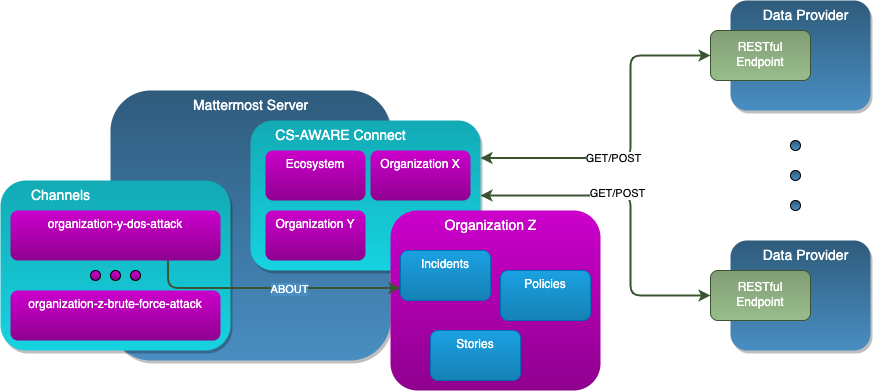 Data Provider
RESTful
Endpoint
Mattermost Server
CS-AWARE Connect
Ecosystem
Organization X
GET/POST
Channels
GET/POST
organization-y-dos-attack
Organization Y
Organization Z
Data Provider
Incidents
Policies
RESTful
Endpoint
ABOUT
organization-z-brute-force-attack
Stories